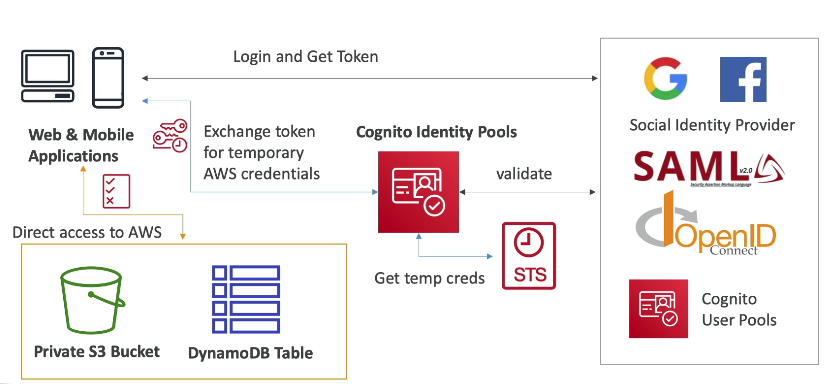 Login and Get Token
Web & Mobile
Applications
Exchange token
for temporary
AWS credentials
Cognito Identity Pools
validate
Get temp creds
STS
Direct access to AWS
Private S3 Bucket
DynamoDB Table
Social Identity Provider
SAML v2.0
Security Assertion Markup Language
OpenID
Connect
Cognito
User Pools